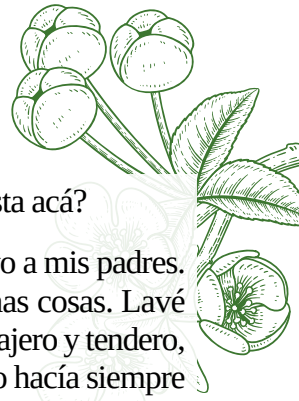 sta acá?
o a mis padres.
nas cosas. Lavé
ajero y tendero,
o hacía siempre